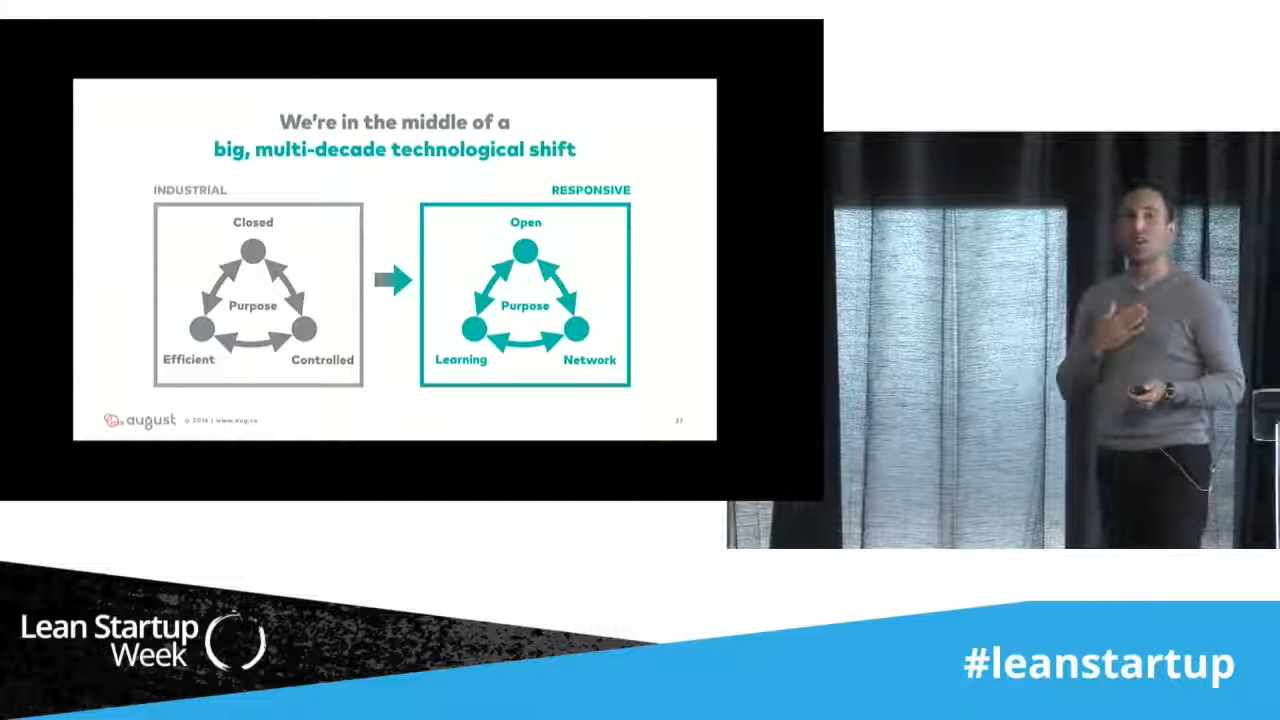 We're in the middle of a
big, multi-decade technological shift
INDUSTRIAL
Closed
Purpose
Efficient
Controlled
RESPONSIVE
Open
Purpose
Learning
Network
august
© 2016 | www.aug.co
Lean Startup
Week
#leanstartup